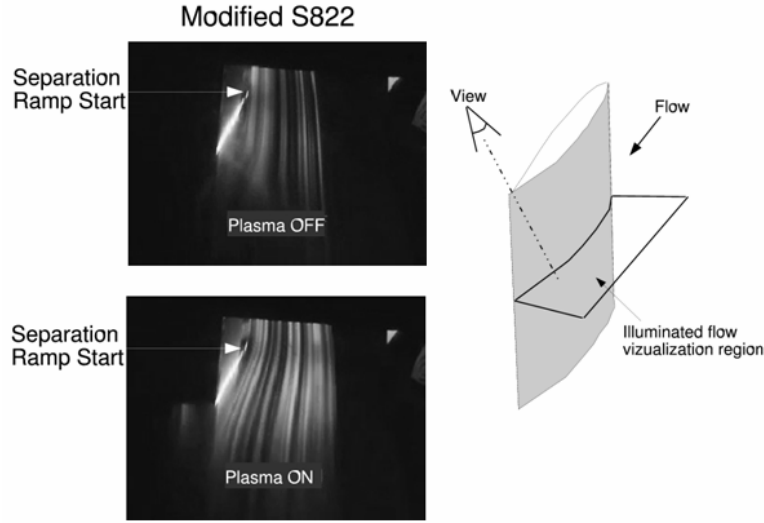 Modified S822
Separation
Ramp Start
Plasma OFF
Separation
Ramp Start
Plasma ON
View
Flow
Illuminated flow
vizualization region